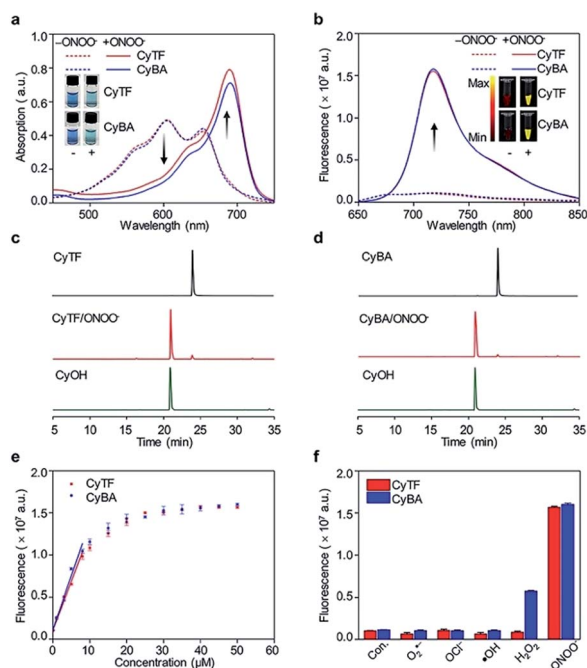 a
−ONOO⁻ +ONOO⁻
CyTF
CyBA
CyTF
CyBA
- +
Absorption (a.u.)
1.0
0.8
0.6
0.4
0.2
0.0
500 600 700
Wavelength (nm)
b
−ONOO⁻ +ONOO⁻
CyTF
CyBA
Max
Min
CyTF
CyBA
- +
Fluorescence (× 10⁷ a.u.)
2.0
1.5
1.0
0.5
0.0
650 700 750 800 850
Wavelength (nm)
c
CyTF
CyTF/ONOO⁻
CyOH
5 10 15 20 25 30 35
Time (min)
d
CyBA
CyBA/ONOO⁻
CyOH
5 10 15 20 25 30 35
Time (min)
e
CyTF
CyBA
Fluorescence (× 10⁷ a.u.)
2.0
1.5
1.0
0.5
0.0
0 10 20 30 40 50 60
Concentration (µM)
f
CyTF
CyBA
Fluorescence (× 10⁷ a.u.)
2.0
1.5
1.0
0.5
0.0
Con. O₂•⁻ OCl⁻ •OH H₂O₂ ONOO⁻